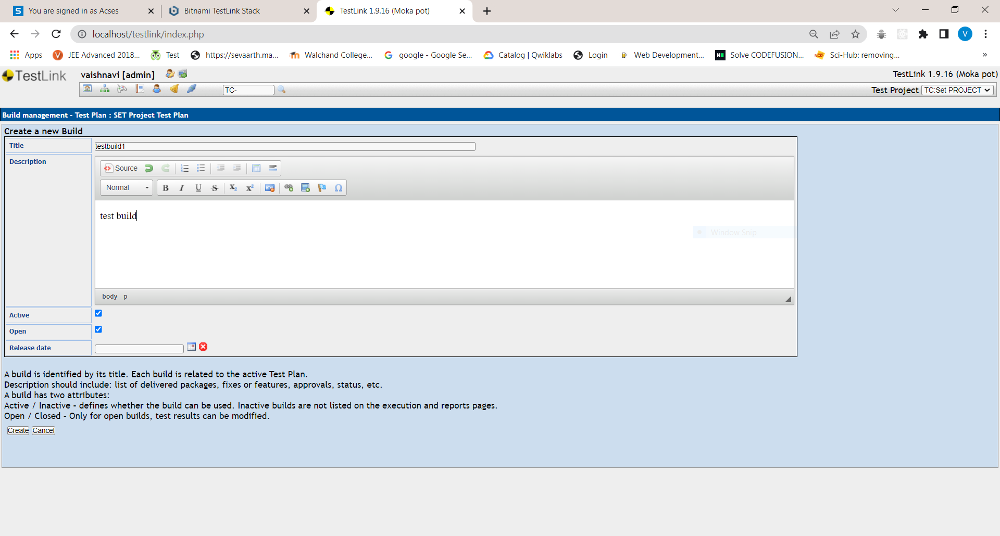 You are signed in as Acses
Bitnami TestLink Stack
TestLink 1.9.16 (Moka pot)
localhost/testlink/index.php
V
Apps
JEE Advanced 2018...
Test
https://sevaarth.ma...
Walchand College...
google - Google Se...
Catalog | Qwiklabs
Login
Web Development...
Solve CODEFUSION...
Sci-Hub: removing...
»
TestLink
vaishnavi [admin]
TestLink 1.9.16 (Moka pot)
TC-
Test Project
TC:Set PROJECT
Build management - Test Plan : SET Project Test Plan
Create a new Build
Title
testbuild1
Description
Source
Normal
B I U S X₂ X² Ω
test build
Window Snip
body p
Active
Open
Release date
A build is identified by its title. Each build is related to the active Test Plan.
Description should include: list of delivered packages, fixes or features, approvals, status, etc.
A build has two attributes:
Active / Inactive - defines whether the build can be used. Inactive builds are not listed on the execution and reports pages.
Open / Closed - Only for open builds, test results can be modified.
Create Cancel